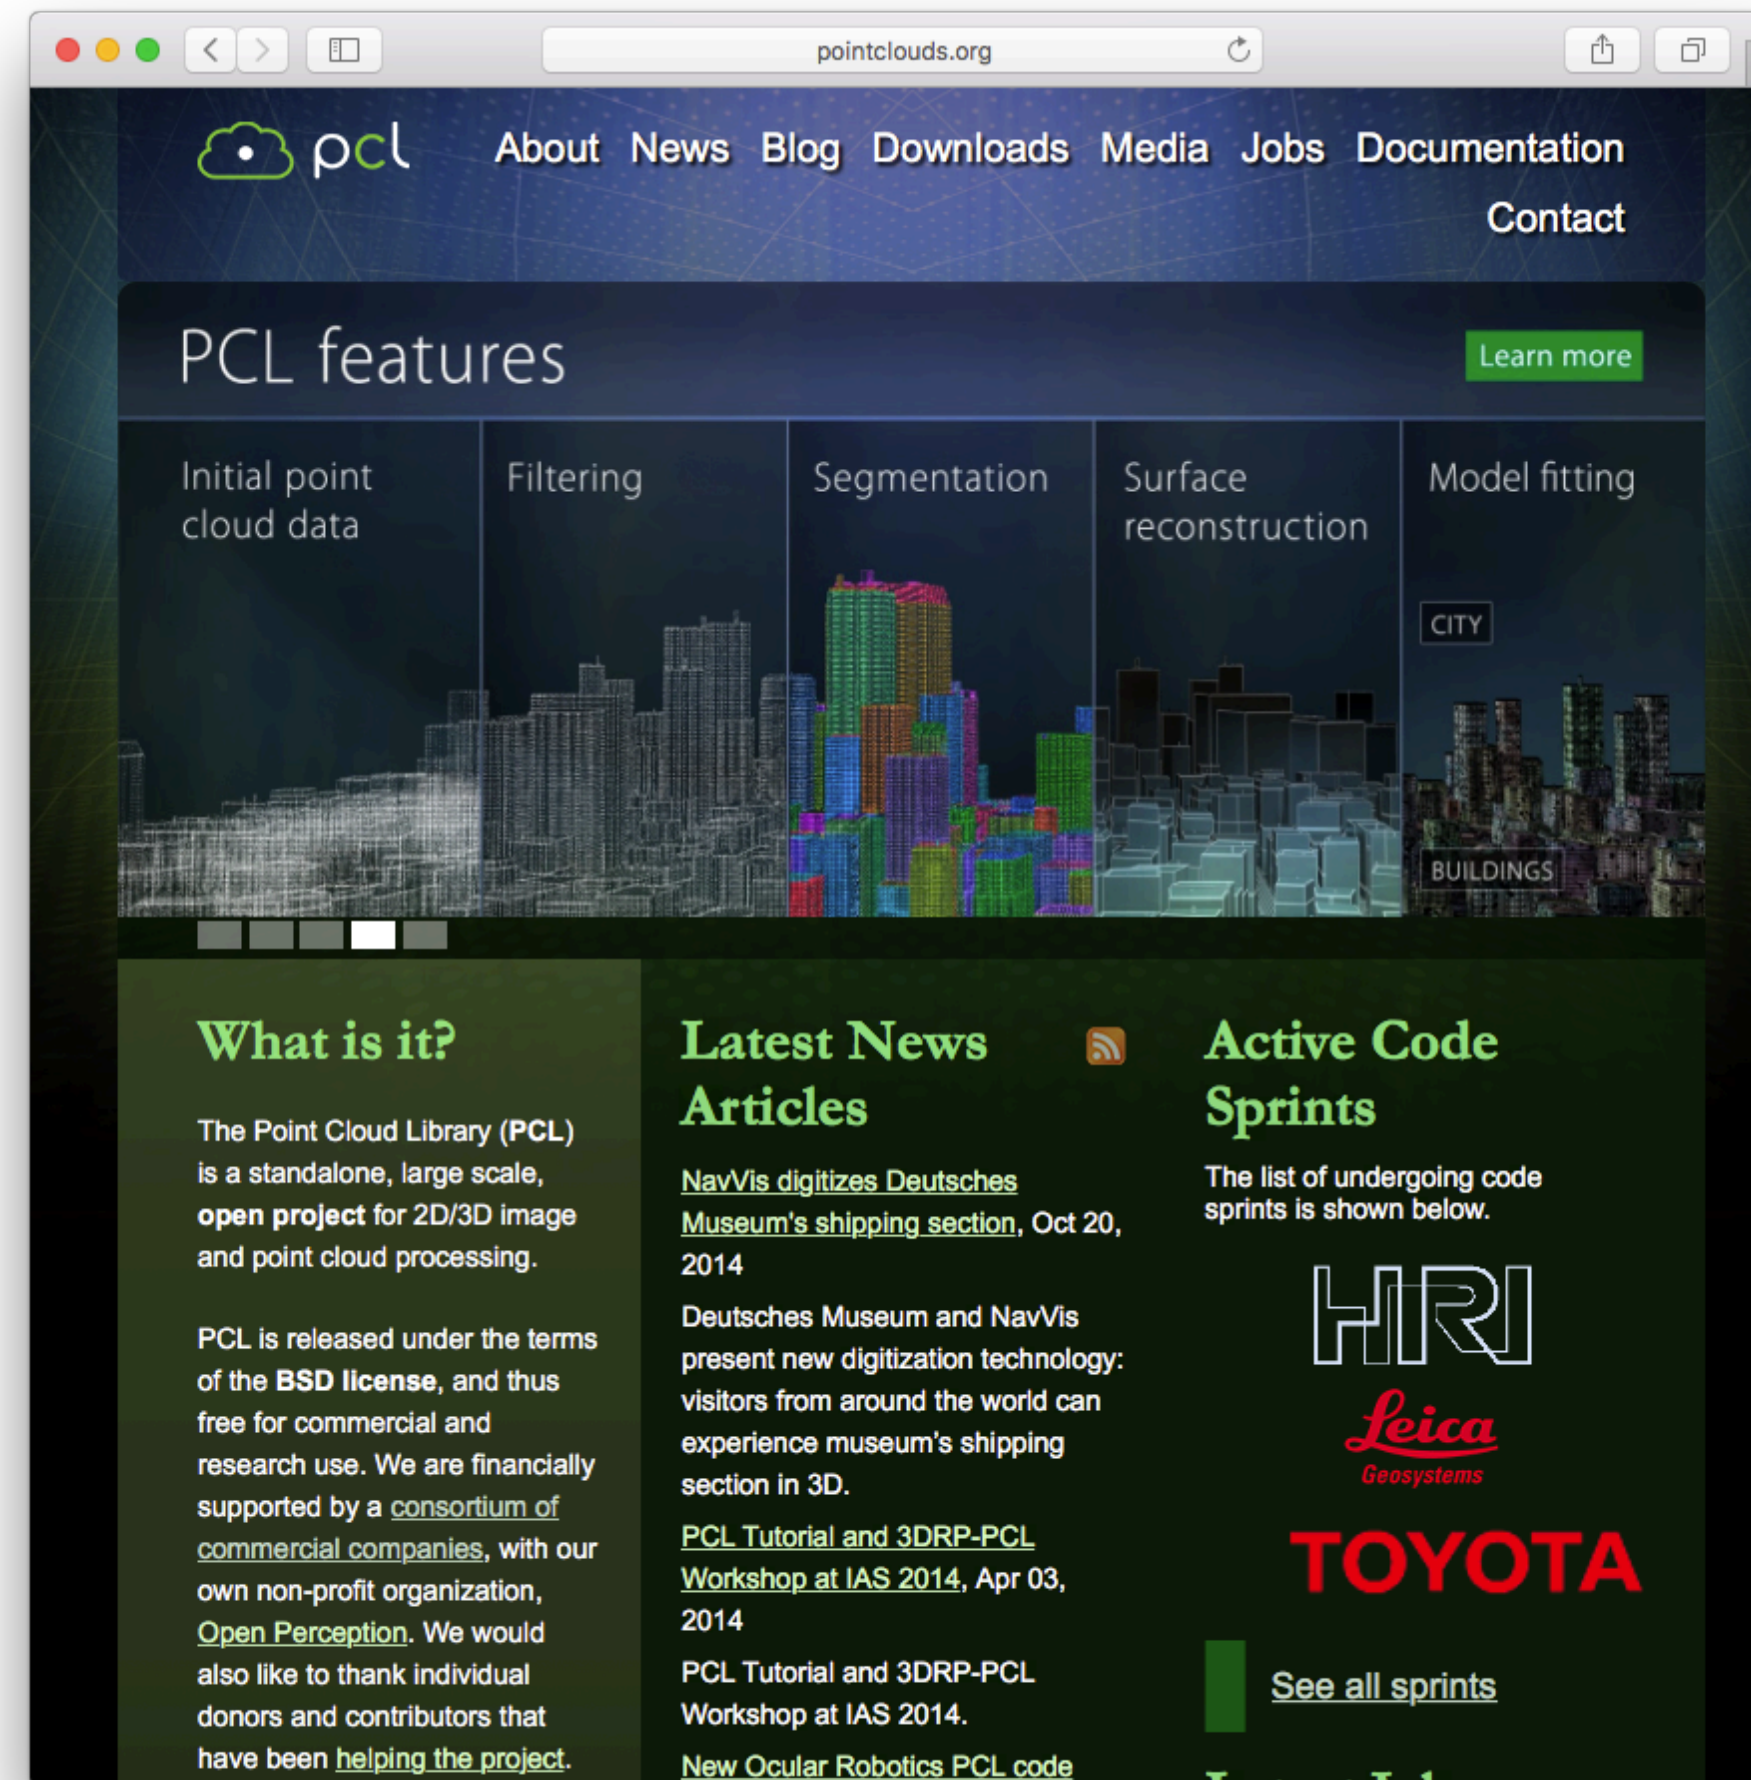 pointclouds.org
pcl
About News Blog Downloads Media Jobs Documentation
Contact
PCL features
Learn more
Initial point
cloud data
Filtering
Segmentation
Surface
reconstruction
Model fitting
CITY
BUILDINGS
What is it?
The Point Cloud Library (PCL)
is a standalone, large scale,
open project for 2D/3D image
and point cloud processing.
PCL is released under the terms
of the BSD license, and thus
free for commercial and
research use. We are financially
supported by a consortium of
commercial companies, with our
own non-profit organization,
Open Perception. We would
also like to thank individual
donors and contributors that
have been helping the project.
Latest News
Articles
NavVis digitizes Deutsches
Museum's shipping section, Oct 20,
2014
Deutsches Museum and NavVis
present new digitization technology:
visitors from around the world can
experience museum's shipping
section in 3D.
PCL Tutorial and 3DRP-PCL
Workshop at IAS 2014, Apr 03,
2014
PCL Tutorial and 3DRP-PCL
Workshop at IAS 2014.
New Ocular Robotics PCL code
Active Code
Sprints
The list of undergoing code
sprints is shown below.
HRI
Leica
Geosystems
TOYOTA
See all sprints